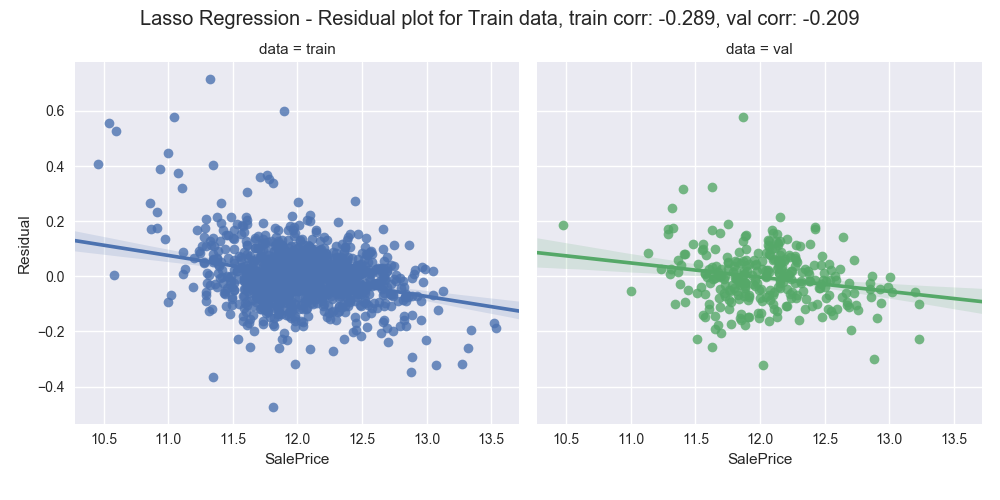 Lasso Regression - Residual plot for Train data, train corr: -0.289, val corr: -0.209
data = train
data = val
0.6
0.4
0.2
0.0
−0.2
−0.4
Residual
10.5 11.0 11.5 12.0 12.5 13.0 13.5
10.5 11.0 11.5 12.0 12.5 13.0 13.5
SalePrice
SalePrice